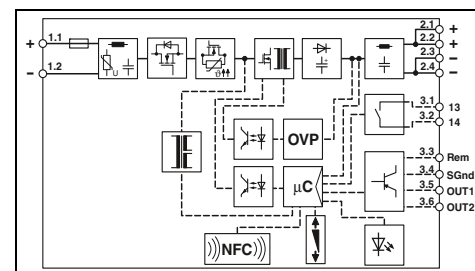 2.1 +
+ 1.1
2.2 +
2.3 −
− 1.2
2.4 −
U
ϑ
3.1 13
3.2 14
OVP
3.3 Rem
3.4 SGnd
μC
3.5 OUT1
3.6 OUT2
NFC